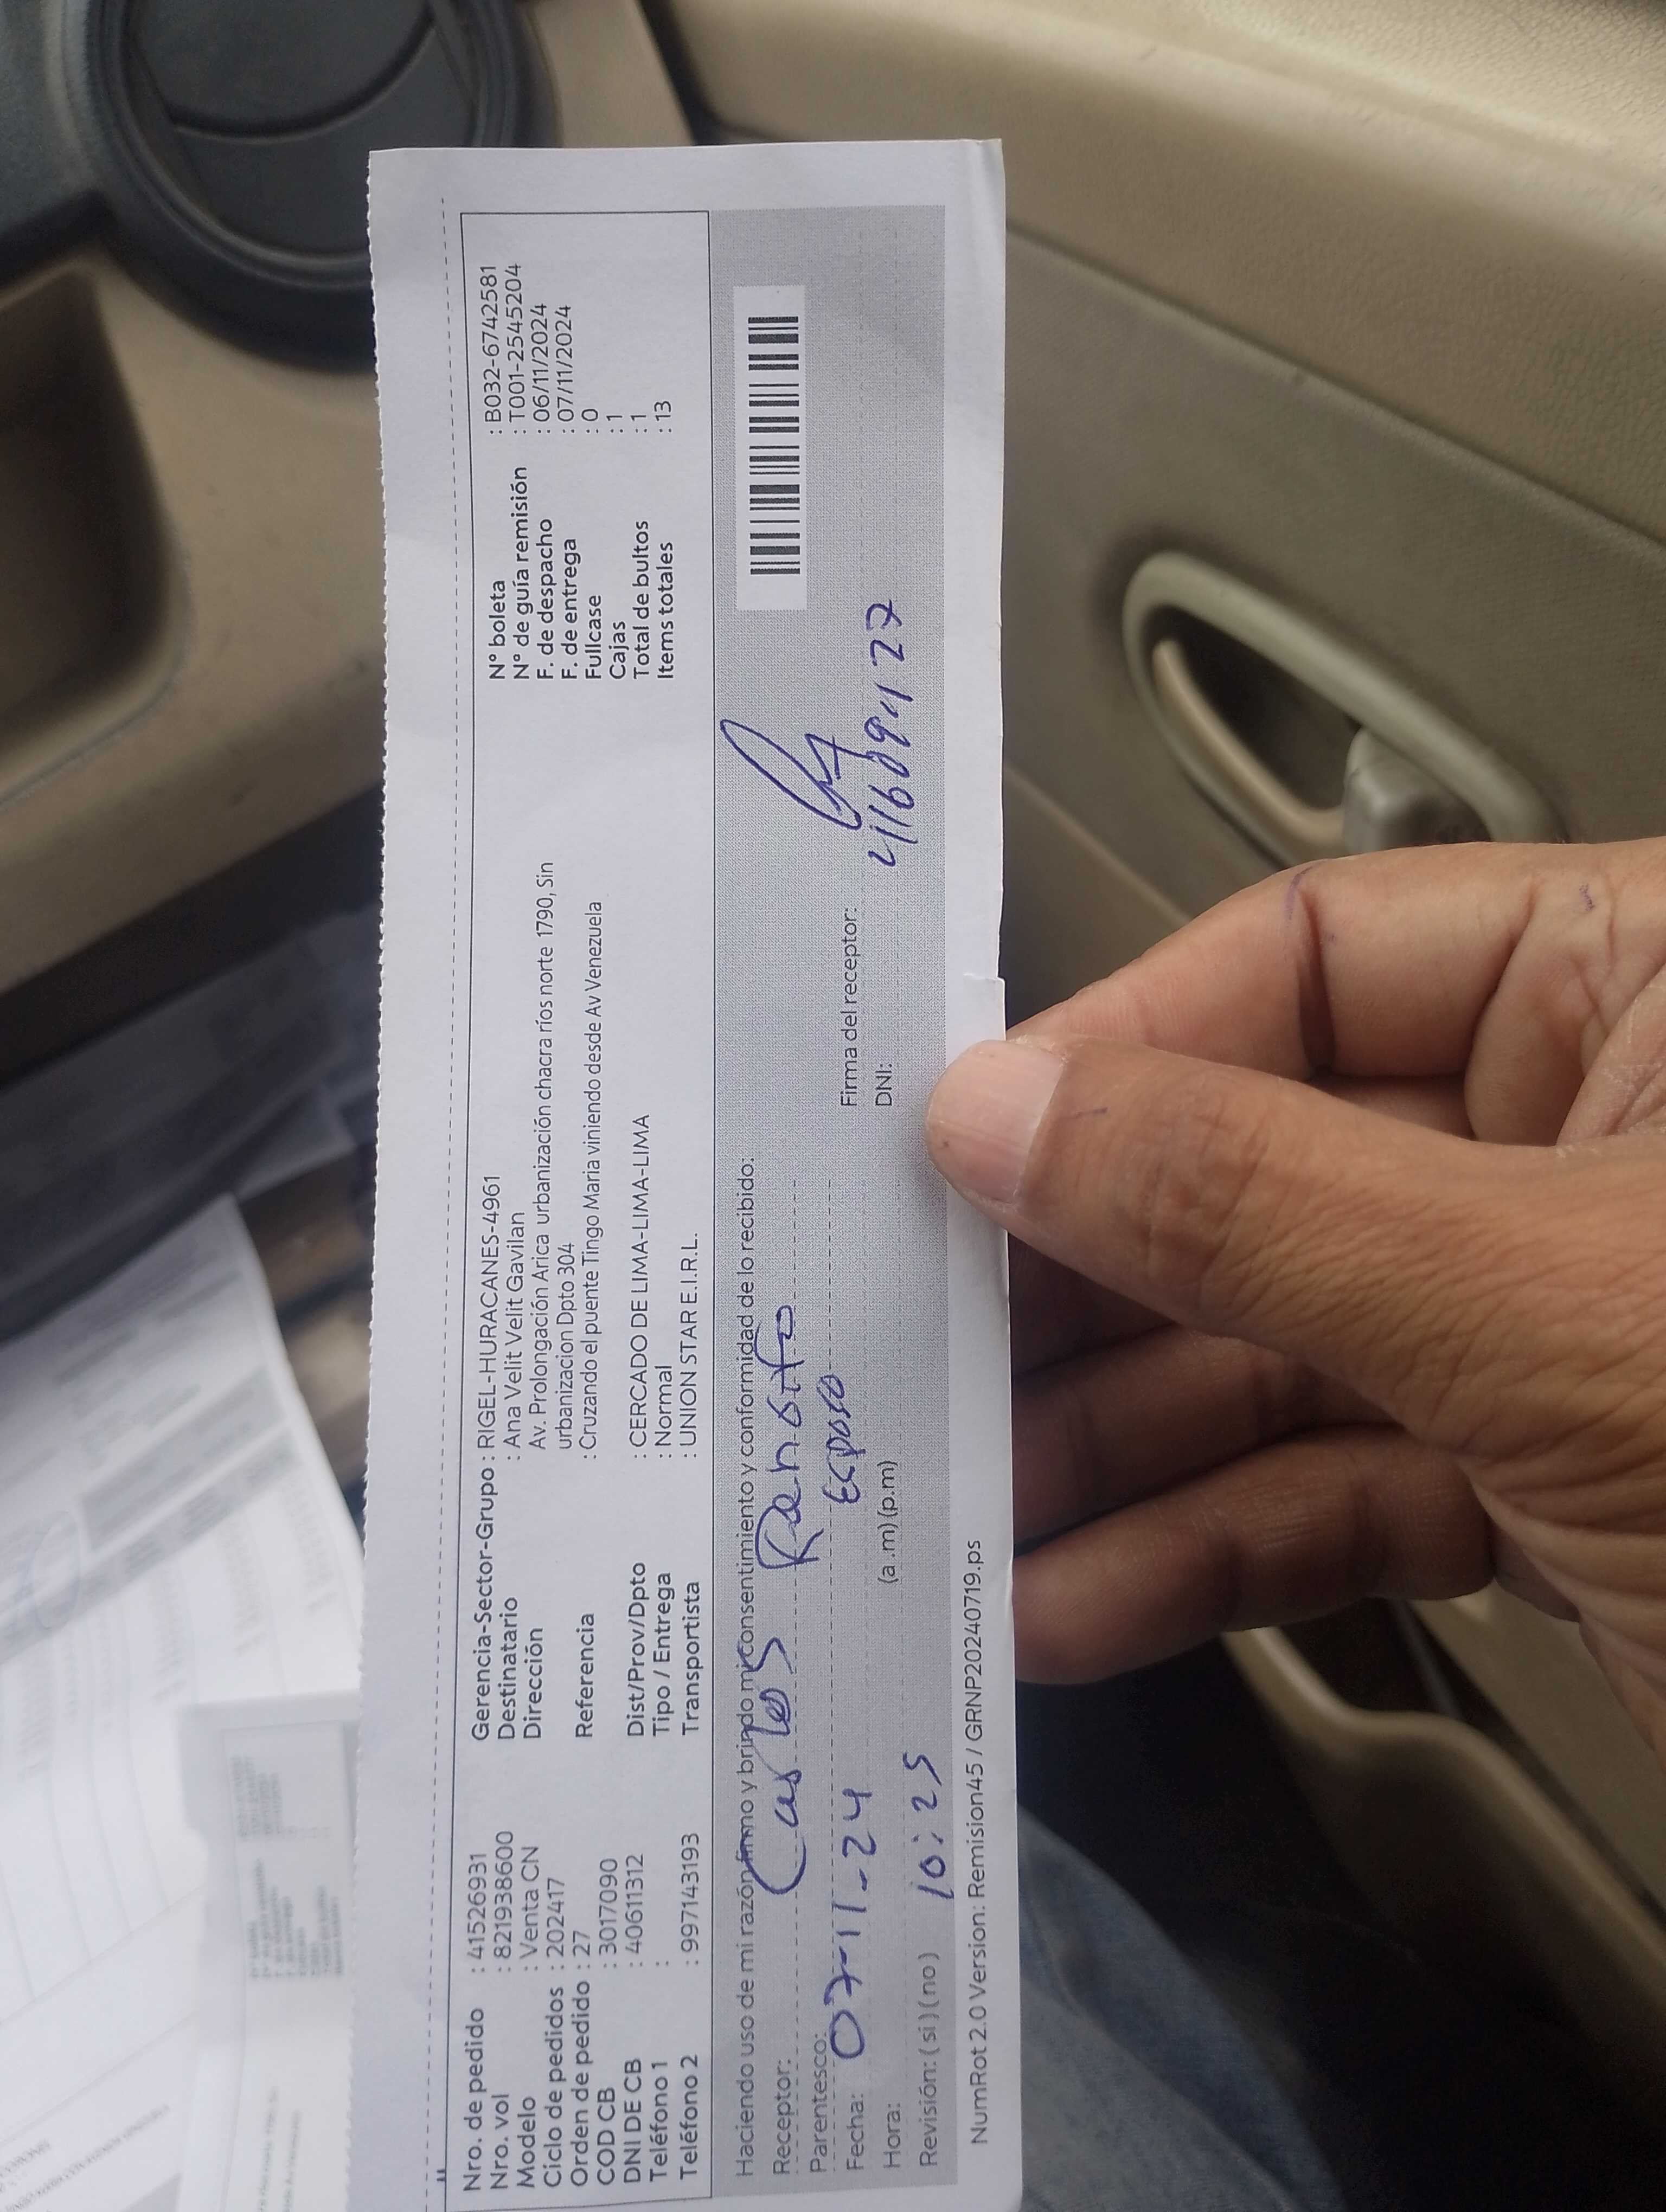 Nro. de pedido : 41526931
Nro. vol : 821938600
Modelo : Venta CN
Ciclo de pedidos : 202417
Orden de pedido : 27
COD CB : 3017090
DNI DE CB : 40611312
Teléfono 1 :
Teléfono 2 : 997143193
Gerencia-Sector-Grupo : RIGEL-HURACANES-4961
Destinatario : Ana Velit Velit Gavilan
Dirección Av. Prolongación Arica urbanización chacra ríos norte 1790, Sin
urbanizacion Dpto 304
Referencia : Cruzando el puente Tingo Maria viniendo desde Av Venezuela
Dist/Prov/Dpto : CERCADO DE LIMA-LIMA-LIMA
Tipo / Entrega : Normal
Transportista : UNION STAR E.I.R.L.
N° boleta : B032-6742581
N° de guía remisión : T001-2545204
F. de despacho : 06/11/2024
F. de entrega : 07/11/2024
Fullcase : 0
Cajas : 1
Total de bultos : 1
Items totales : 13
Haciendo uso de mi razón firmo y brindo mi consentimiento y conformidad de lo recibido:
Receptor: Carlos
Parentesco: Esposo
Fecha: 07-11-24
Hora: 10:25 (a.m) (p.m)
Revisión: ( si ) ( no )
Firma del receptor:
DNI:
NumRot 2.0 Version: Remision45 / GRNP20240719.ps